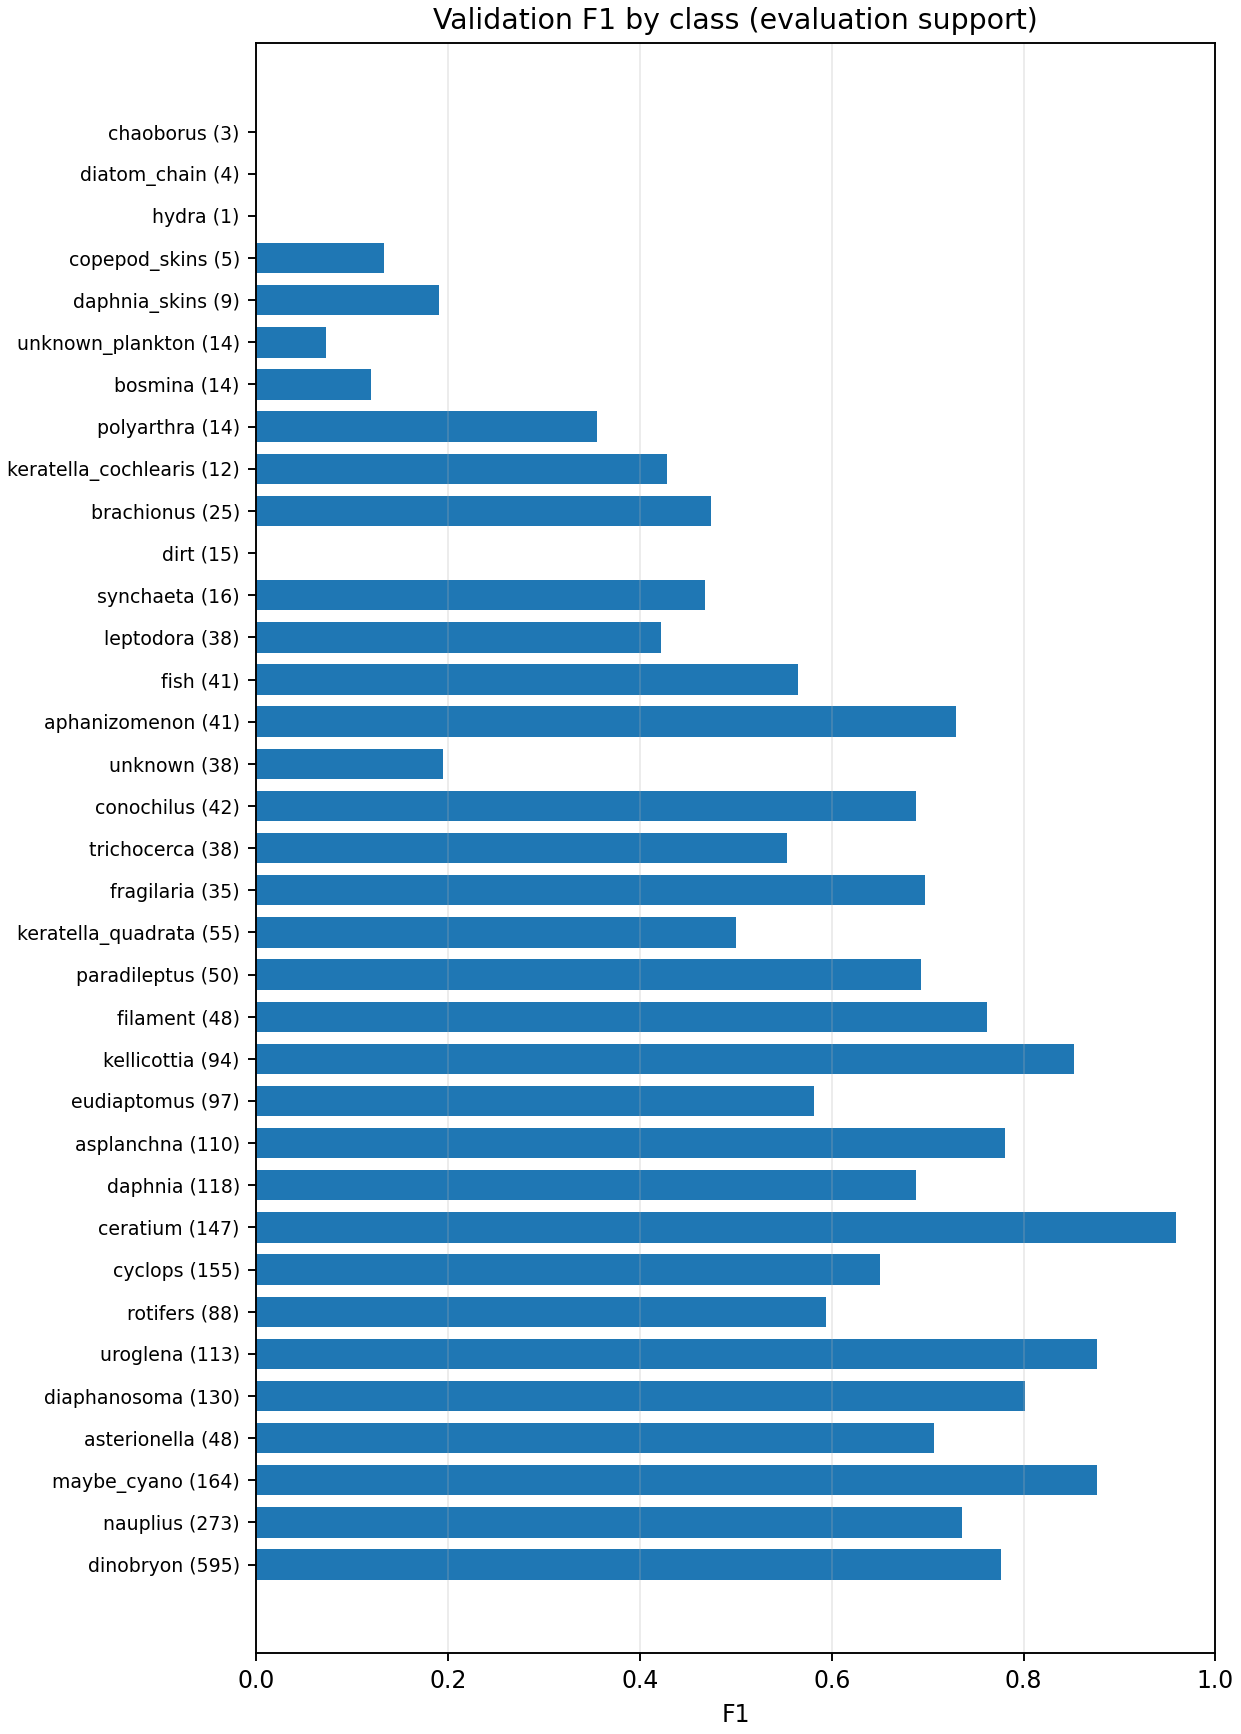 Validation F1 by class (evaluation support)
chaoborus (3)
diatom_chain (4)
hydra (1)
copepod_skins (5)
daphnia_skins (9)
unknown_plankton (14)
bosmina (14)
polyarthra (14)
keratella_cochlearis (12)
brachionus (25)
dirt (15)
synchaeta (16)
leptodora (38)
fish (41)
aphanizomenon (41)
unknown (38)
conochilus (42)
trichocerca (38)
fragilaria (35)
keratella_quadrata (55)
paradileptus (50)
filament (48)
kellicottia (94)
eudiaptomus (97)
asplanchna (110)
daphnia (118)
ceratium (147)
cyclops (155)
rotifers (88)
uroglena (113)
diaphanosoma (130)
asterionella (48)
maybe_cyano (164)
nauplius (273)
dinobryon (595)
0.0 0.2 0.4 0.6 0.8 1.0
F1